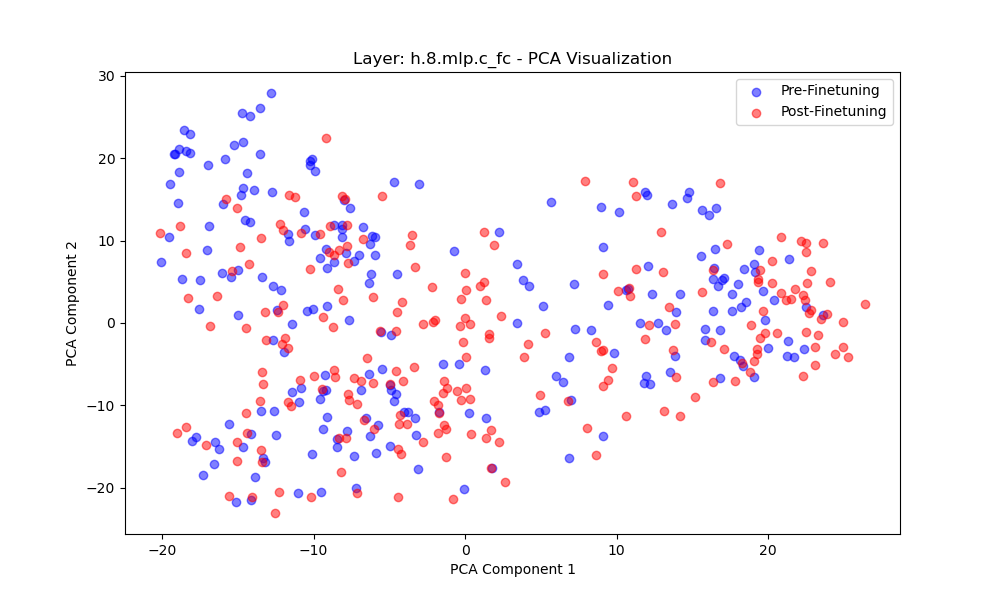 Layer: h.8.mlp.c_fc - PCA Visualization
Pre-Finetuning
Post-Finetuning
30
20
10
0
−10
−20
PCA Component 2
−20
−10
0
10
20
PCA Component 1